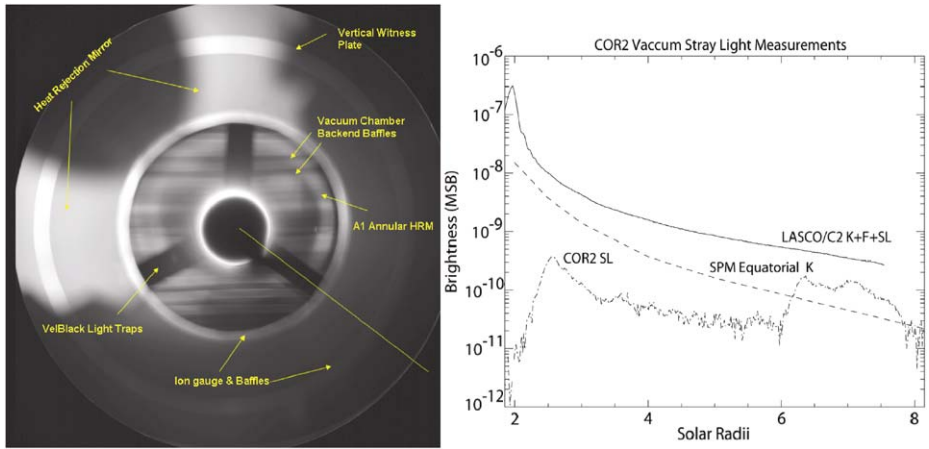 Vertical Witness
Plate
Heat Rejection Mirror
Vacuum Chamber
Backend Baffles
A1 Annular HRM
VelBlack Light Traps
Ion gauge & Baffles
COR2 Vaccum Stray Light Measurements
Brightness (MSB)
10-6
10-7
10-8
10-9
10-10
10-11
10-12
LASCO/C2 K+F+SL
COR2 SL
SPM Equatorial K
2 4 6 8
Solar Radii